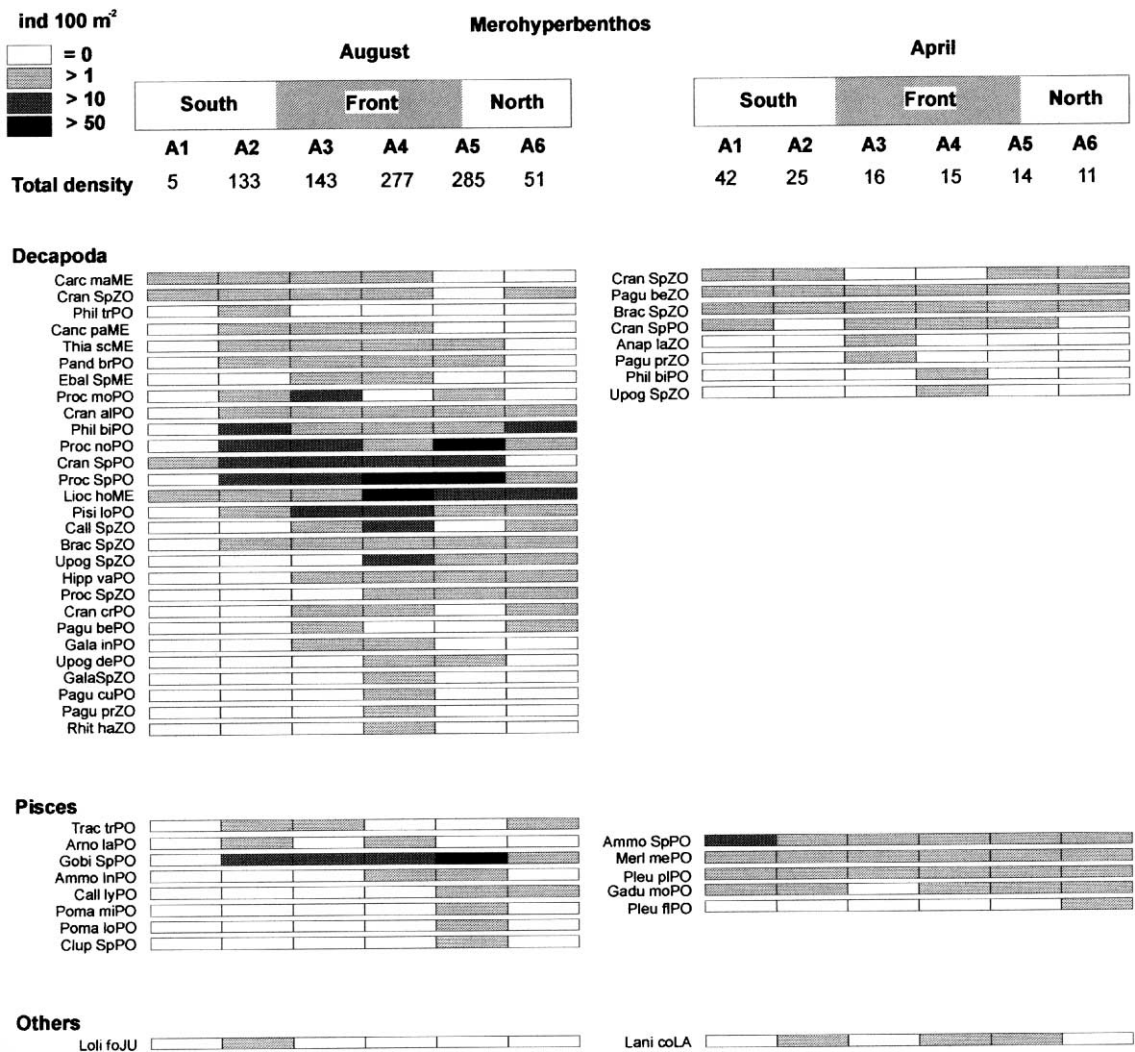 ind 100 m⁻²
= 0
> 1
> 10
> 50
Merohyperbenthos
August
South Front North
A1 A2 A3 A4 A5 A6
Total density 5 133 143 277 285 51
April
South Front North
A1 A2 A3 A4 A5 A6
42 25 16 15 14 11
Decapoda
Carc maME
Cran SpZO
Phil trPO
Canc paME
Thia scME
Pand brPO
Ebal SpME
Proc moPO
Cran alPO
Phil biPO
Proc noPO
Cran SpPO
Proc SpPO
Lioc hoME
Pisi loPO
Call SpZO
Brac SpZO
Upog SpZO
Hipp vaPO
Proc SpZO
Cran crPO
Pagu bePO
Gala inPO
Upog dePO
GalaSpZO
Pagu cuPO
Pagu prZO
Rhit haZO
Cran SpZO
Pagu beZO
Brac SpZO
Cran SpPO
Anap laZO
Pagu prZO
Phil biPO
Upog SpZO
Pisces
Trac trPO
Arno laPO
Gobi SpPO
Ammo lnPO
Call lyPO
Poma miPO
Poma loPO
Clup SpPO
Ammo SpPO
Merl mePO
Pleu plPO
Gadu moPO
Pleu flPO
Others
Loli foJU
Lani coLA